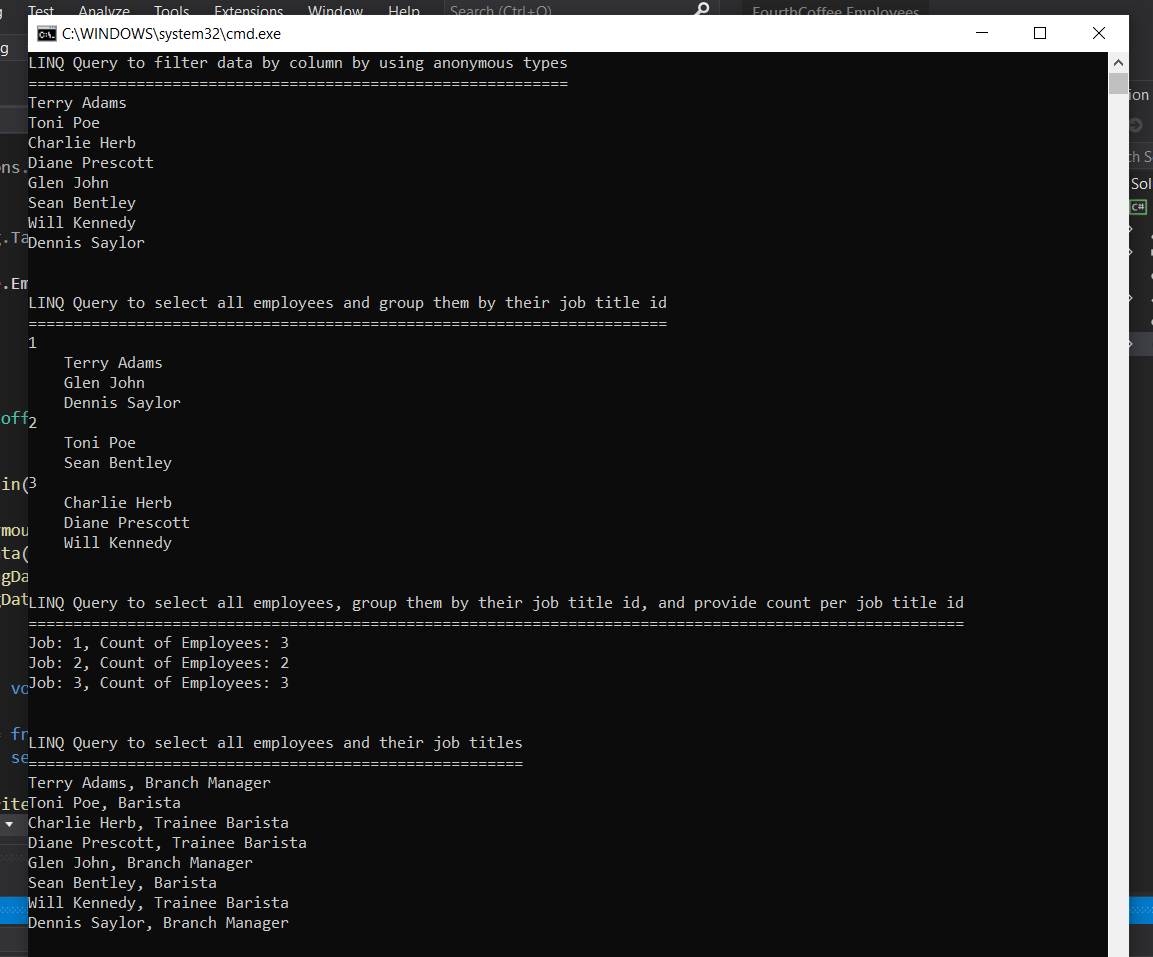 Test Analyze Tools Extensions Window Help Search (Ctrl+Q) FourthCoffee Employees
C:\WINDOWS\system32\cmd.exe
LINQ Query to filter data by column by using anonymous types
============================================================
Terry Adams
Toni Poe
Charlie Herb
Diane Prescott
Glen John
Sean Bentley
Will Kennedy
Dennis Saylor
LINQ Query to select all employees and group them by their job title id
=======================================================================
1
Terry Adams
Glen John
Dennis Saylor
2
Toni Poe
Sean Bentley
3
Charlie Herb
Diane Prescott
Will Kennedy
LINQ Query to select all employees, group them by their job title id, and provide count per job title id
========================================================================================================
Job: 1, Count of Employees: 3
Job: 2, Count of Employees: 2
Job: 3, Count of Employees: 3
LINQ Query to select all employees and their job titles
=======================================================
Terry Adams, Branch Manager
Toni Poe, Barista
Charlie Herb, Trainee Barista
Diane Prescott, Trainee Barista
Glen John, Branch Manager
Sean Bentley, Barista
Will Kennedy, Trainee Barista
Dennis Saylor, Branch Manager